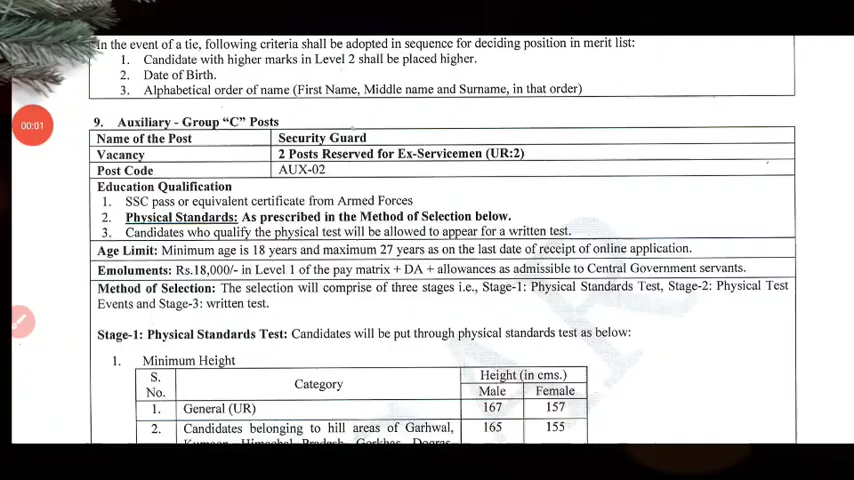 In the event of a tie, following criteria shall be adopted in sequence for deciding position in merit list:
1. Candidate with higher marks in Level 2 shall be placed higher.
2. Date of Birth.
3. Alphabetical order of name (First Name, Middle name and Surname, in that order)
00:01
9. Auxiliary - Group “C” Posts
Name of the Post Security Guard
Vacancy 2 Posts Reserved for Ex-Servicemen (UR:2)
Post Code AUX-02
Education Qualification
1. SSC pass or equivalent certificate from Armed Forces
2. Physical Standards: As prescribed in the Method of Selection below.
3. Candidates who qualify the physical test will be allowed to appear for a written test.
Age Limit: Minimum age is 18 years and maximum 27 years as on the last date of receipt of online application.
Emoluments: Rs.18,000/- in Level 1 of the pay matrix + DA + allowances as admissible to Central Government servants.
Method of Selection: The selection will comprise of three stages i.e., Stage-1: Physical Standards Test, Stage-2: Physical Test
Events and Stage-3: written test.
Stage-1: Physical Standards Test: Candidates will be put through physical standards test as below:
1. Minimum Height
S. No. Category Height (in cms.)
Male Female
1. General (UR) 167 157
2. Candidates belonging to hill areas of Garhwal, 165 155
Kumaon, Himachal Pradesh, Gorkhas, Dogras,